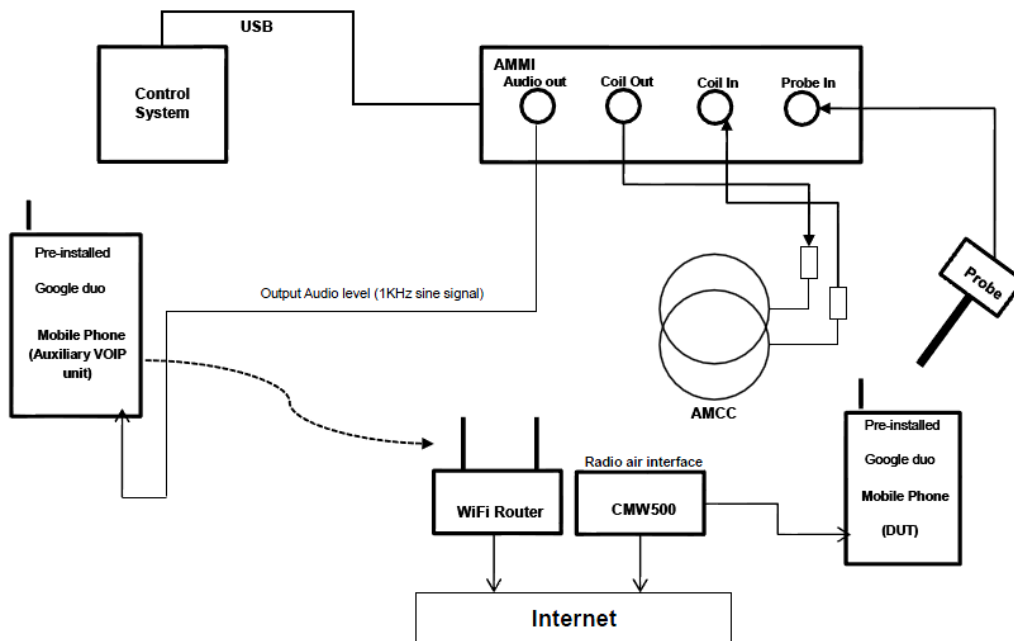 USB
Control
System
AMMI
Audio out
Coil Out
Coil In
Probe In
Pre-installed
Google duo
Mobile Phone
(Auxiliary VOIP
unit)
Output Audio level (1KHz sine signal)
Probe
AMCC
Pre-installed
Google duo
Mobile Phone
(DUT)
WiFi Router
Radio air interface
CMW500
Internet